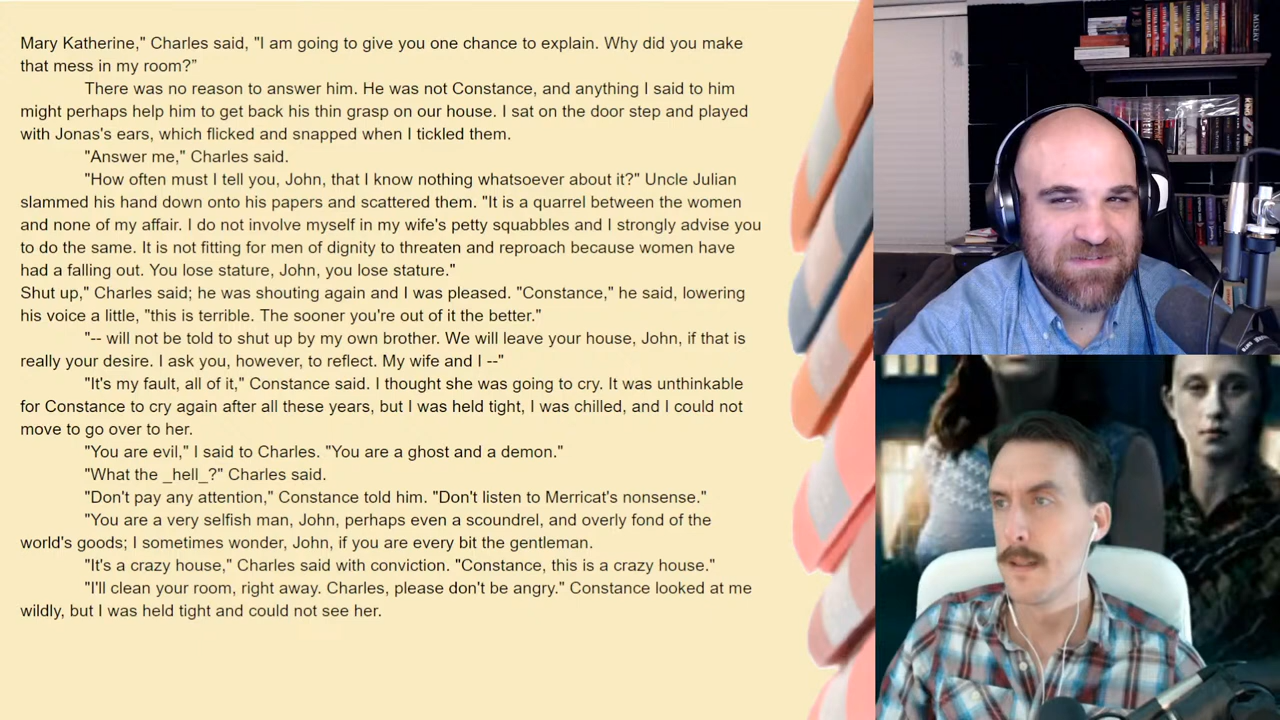 Mary Katherine," Charles said, "I am going to give you one chance to explain. Why did you make
that mess in my room?”
There was no reason to answer him. He was not Constance, and anything I said to him
might perhaps help him to get back his thin grasp on our house. I sat on the door step and played
with Jonas's ears, which flicked and snapped when I tickled them.
"Answer me," Charles said.
"How often must I tell you, John, that I know nothing whatsoever about it?" Uncle Julian
slammed his hand down onto his papers and scattered them. "It is a quarrel between the women
and none of my affair. I do not involve myself in my wife's petty squabbles and I strongly advise you
to do the same. It is not fitting for men of dignity to threaten and reproach because women have
had a falling out. You lose stature, John, you lose stature."
Shut up," Charles said; he was shouting again and I was pleased. "Constance," he said, lowering
his voice a little, "this is terrible. The sooner you're out of it the better."
"-- will not be told to shut up by my own brother. We will leave your house, John, if that is
really your desire. I ask you, however, to reflect. My wife and I --"
"It's my fault, all of it," Constance said. I thought she was going to cry. It was unthinkable
for Constance to cry again after all these years, but I was held tight, I was chilled, and I could not
move to go over to her.
"You are evil," I said to Charles. "You are a ghost and a demon."
"What the _hell_?" Charles said.
"Don't pay any attention," Constance told him. "Don't listen to Merricat's nonsense."
"You are a very selfish man, John, perhaps even a scoundrel, and overly fond of the
world's goods; I sometimes wonder, John, if you are every bit the gentleman.
"It's a crazy house," Charles said with conviction. "Constance, this is a crazy house."
"I'll clean your room, right away. Charles, please don't be angry." Constance looked at me
wildly, but I was held tight and could not see her.
MISERY
KING